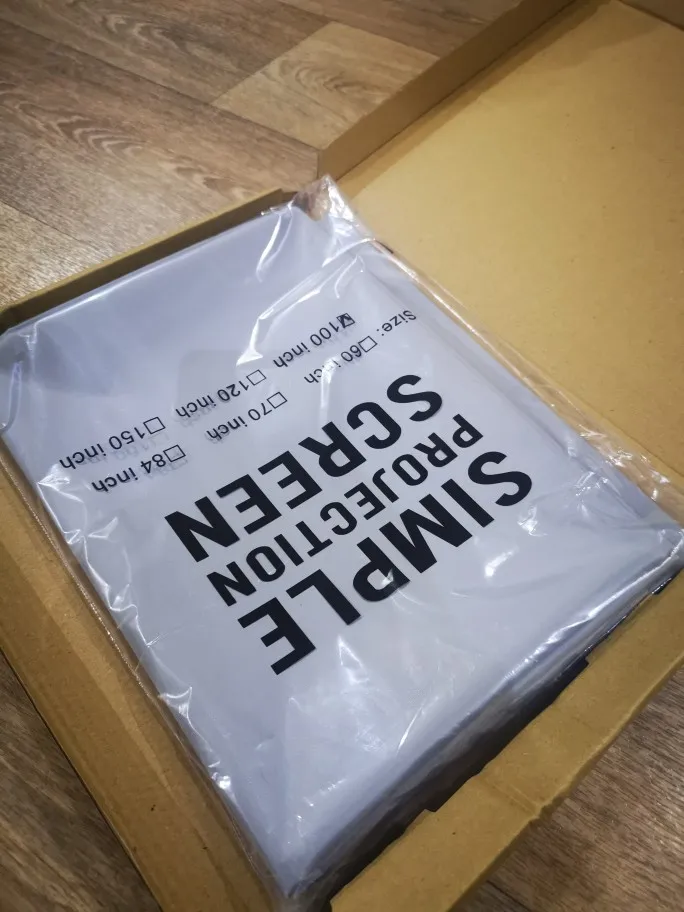 SIMPLE
PROJECTION
SCREEN
Size: ☐60 inch ☐70 inch ☐84 inch
☑100 inch ☐120 inch ☐150 inch